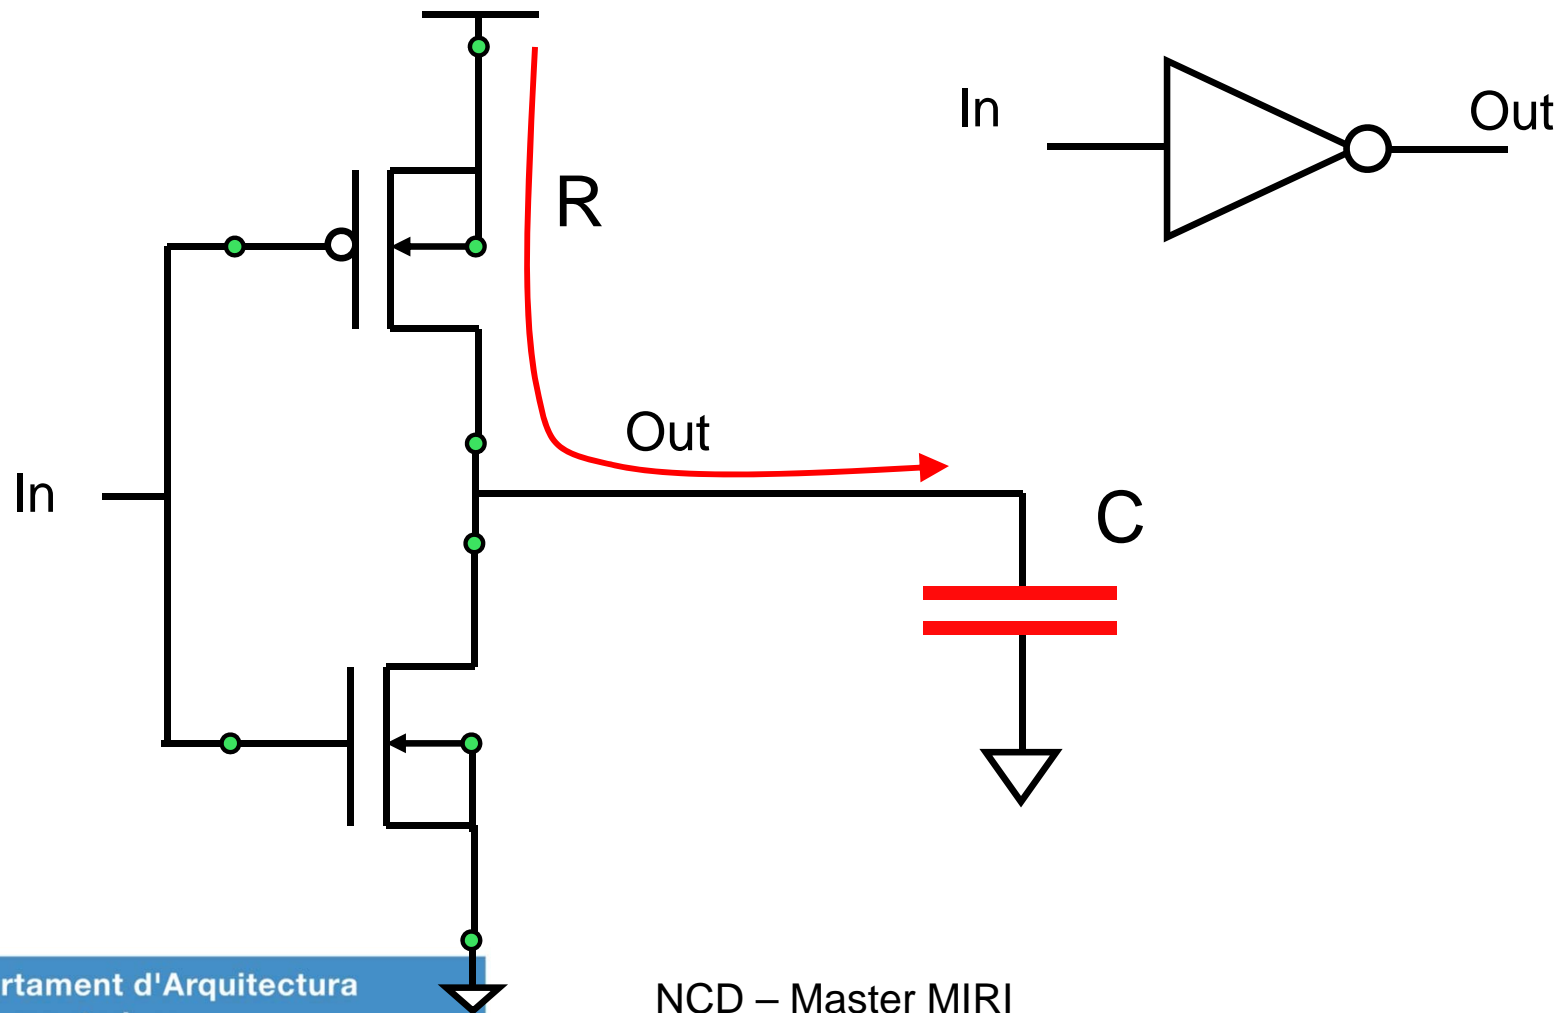 In
Out
R
Out
In
C
rtament d'Arquitectura
NCD – Master MIRI